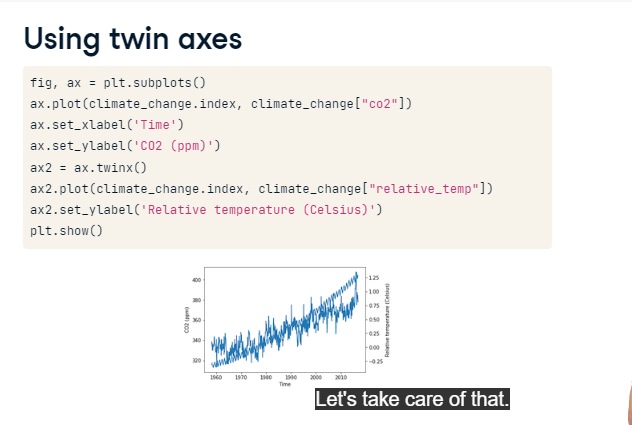 Using twin axes
fig, ax = plt.subplots()
ax.plot(climate_change.index, climate_change["co2"])
ax.set_xlabel('Time')
ax.set_ylabel('CO2 (ppm)')
ax2 = ax.twinx()
ax2.plot(climate_change.index, climate_change["relative_temp"])
ax2.set_ylabel('Relative temperature (Celsius)')
plt.show()
CO2 (ppm)
400
380
360
340
320
1.25
1.00
0.75
0.50
0.25
0.00
-0.25
Relative temperature (Celsius)
1960 1970 1980 1990 2000 2010
Time
Let's take care of that.